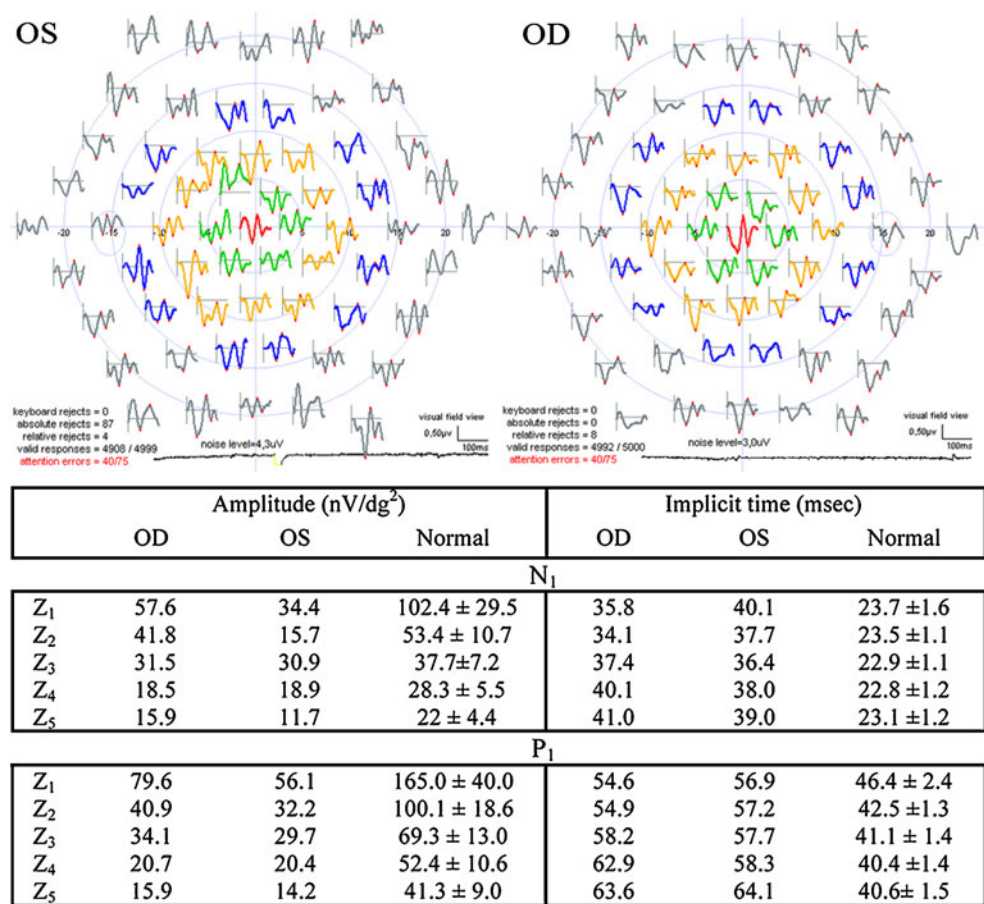 OS
OD
-20 -15 10 20
-20 15 20
keyboard rejects = 0
absolute rejects = 87
relative rejects = 4
valid responses = 4908 / 4999
attention errors = 40/75
noise level=4,3uV
visual field view
0,50µv
100ms
keyboard rejects = 0
absolute rejects = 0
relative rejects = 8
valid responses = 4992 / 5000
attention errors = 40/75
noise level=3,0uV
visual field view
0,50µv
100ms
Amplitude (nV/dg²) Implicit time (msec)
OD OS Normal OD OS Normal
N₁
Z₁ 57.6 34.4 102.4 ± 29.5 35.8 40.1 23.7 ±1.6
Z₂ 41.8 15.7 53.4 ± 10.7 34.1 37.7 23.5 ±1.1
Z₃ 31.5 30.9 37.7±7.2 37.4 36.4 22.9 ±1.1
Z₄ 18.5 18.9 28.3 ± 5.5 40.1 38.0 22.8 ±1.2
Z₅ 15.9 11.7 22 ± 4.4 41.0 39.0 23.1 ±1.2
P₁
Z₁ 79.6 56.1 165.0 ± 40.0 54.6 56.9 46.4 ± 2.4
Z₂ 40.9 32.2 100.1 ± 18.6 54.9 57.2 42.5 ±1.3
Z₃ 34.1 29.7 69.3 ± 13.0 58.2 57.7 41.1 ± 1.4
Z₄ 20.7 20.4 52.4 ± 10.6 62.9 58.3 40.4 ±1.4
Z₅ 15.9 14.2 41.3 ± 9.0 63.6 64.1 40.6± 1.5